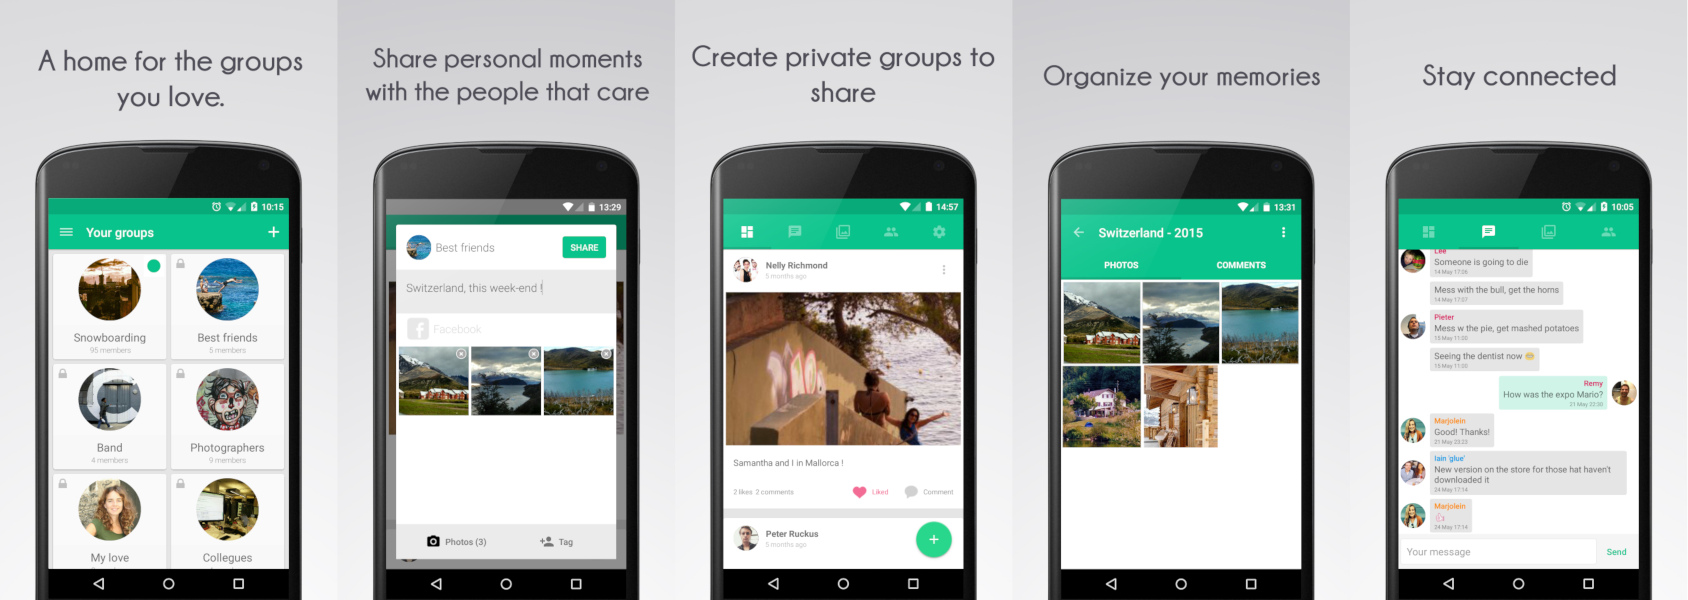 A home for the groups
you love.
10:15
Your groups
Snowboarding
95 members
Best friends
5 members
Band
4 members
Photographers
9 members
My love
Collegues
Share personal moments
with the people that care
13:29
Best friends
SHARE
Switzerland, this week-end !
f Facebook
Photos (3)
Tag
Create private groups to
share
14:57
Nelly Richmond
5 months ago
Samantha and I in Mallorca !
2 likes 2 comments
Liked
Comment
Peter Ruckus
5 months ago
Organize your memories
13:31
Switzerland - 2015
PHOTOS
COMMENTS
Stay connected
10:05
Lee
Someone is going to die
14 May 17:26
Mess with the bull, get the horns
14 May 17:27
Pieter
Mess w the pie, get mashed potatoes
15 May 11:20
Seeing the dentist now
15 May 11:20
Remy
How was the expo Mario?
21 May 22:20
Marjolein
Good! Thanks!
21 May 22:23
Iain 'glue'
New version on the store for those hat haven't
downloaded it
24 May 17:14
Marjolein
24 May 17:14
Your message
Send